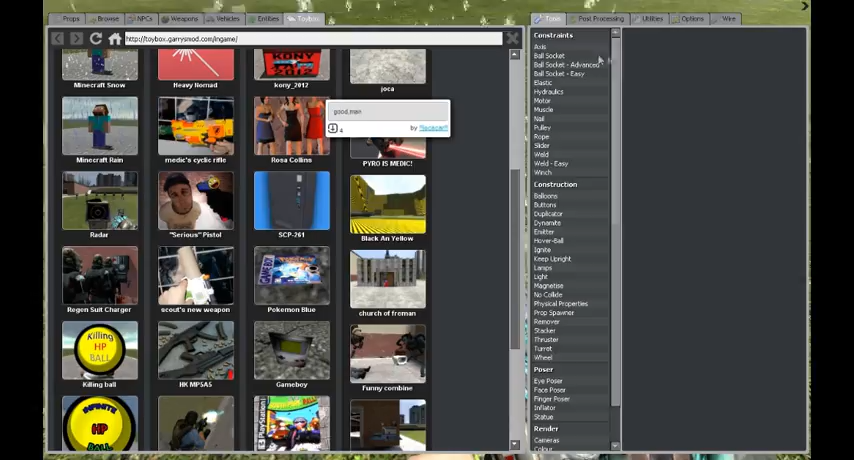 Props
Browse
NPCs
Weapons
Vehicles
Entities
Toybox
Tools
Post Processing
Utilities
Options
Wire
http://toybox.garrysmod.com/ingame/
Minecraft Snow
Heavy Nomad
kony_2012
joca
good.man
4
by
Minecraft Rain
medic's cyclic rifle
Rosa Collins
PYRO IS MEDIC!
Radar
"Serious" Pistol
SCP-261
Black An Yellow
Regen Suit Charger
scout's new weapon
Pokemon Blue
church of freman
Killing
HP
BALL
Killing ball
HK MP5A5
Gameboy
Funny combine
INFINITE
HP
BALL
KONY
2012
Constraints
Axis
Ball Socket
Ball Socket - Advanced
Ball Socket - Easy
Elastic
Hydraulics
Motor
Muscle
Nail
Pulley
Rope
Slider
Weld
Weld - Easy
Winch
Construction
Balloons
Buttons
Duplicator
Dynamite
Emitter
Hover-Ball
Ignite
Keep Upright
Lamps
Light
Magnetise
No Collide
Physical Properties
Prop Spawner
Remover
Stacker
Thruster
Turret
Wheel
Poser
Eye Poser
Face Poser
Finger Poser
Inflator
Statue
Render
Cameras
Colour